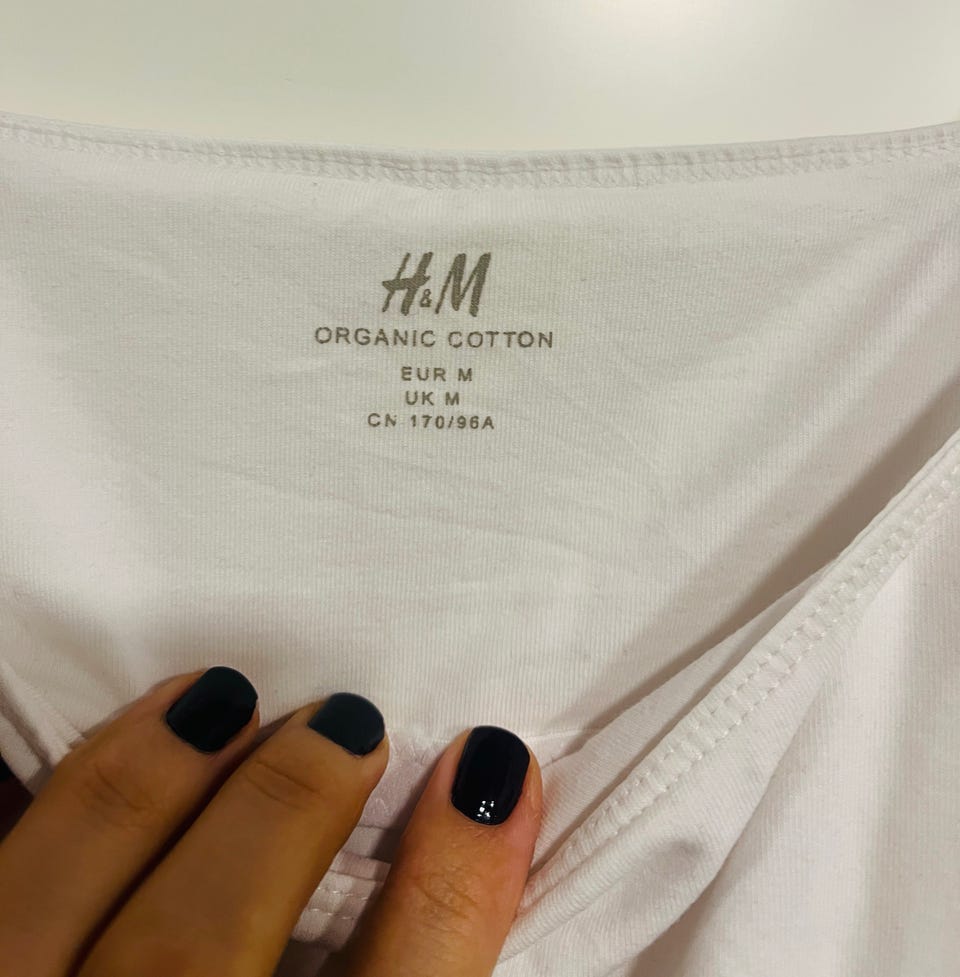 H&M
ORGANIC COTTON
EUR M
UK M
CN 170/96A